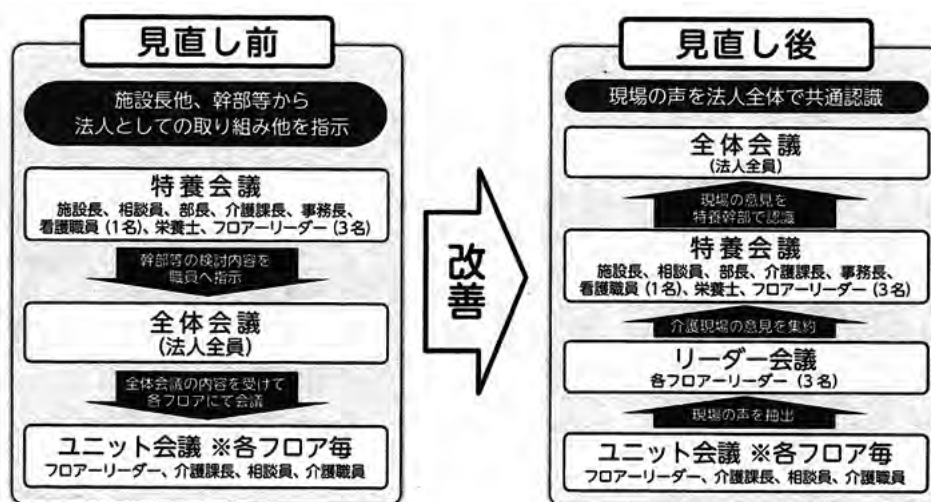 見直し前
施設長他、幹部等から
法人としての取り組み他を指示
特養会議
施設長、相談員、部長、介護課長、事務長、
看護職員(1名)、栄養士、フロアーリーダー(3名)
幹部等の検討内容を
職員へ指示
全体会議
(法人全員)
全体会議の内容を受けて
各フロアにて会議
ユニット会議 ※各フロア毎
フロアーリーダー、介護課長、相談員、介護職員
改善
見直し後
現場の声を法人全体で共通認識
全体会議
(法人全員)
現場の意見を
特養幹部で認識
特養会議
施設長、相談員、部長、介護課長、事務長、
看護職員(1名)、栄養士、フロアーリーダー(3名)
介護現場の意見を集約
リーダー会議
各フロアーリーダー(3名)
現場の声を抽出
ユニット会議 ※各フロア毎
フロアーリーダー、介護課長、相談員、介護職員